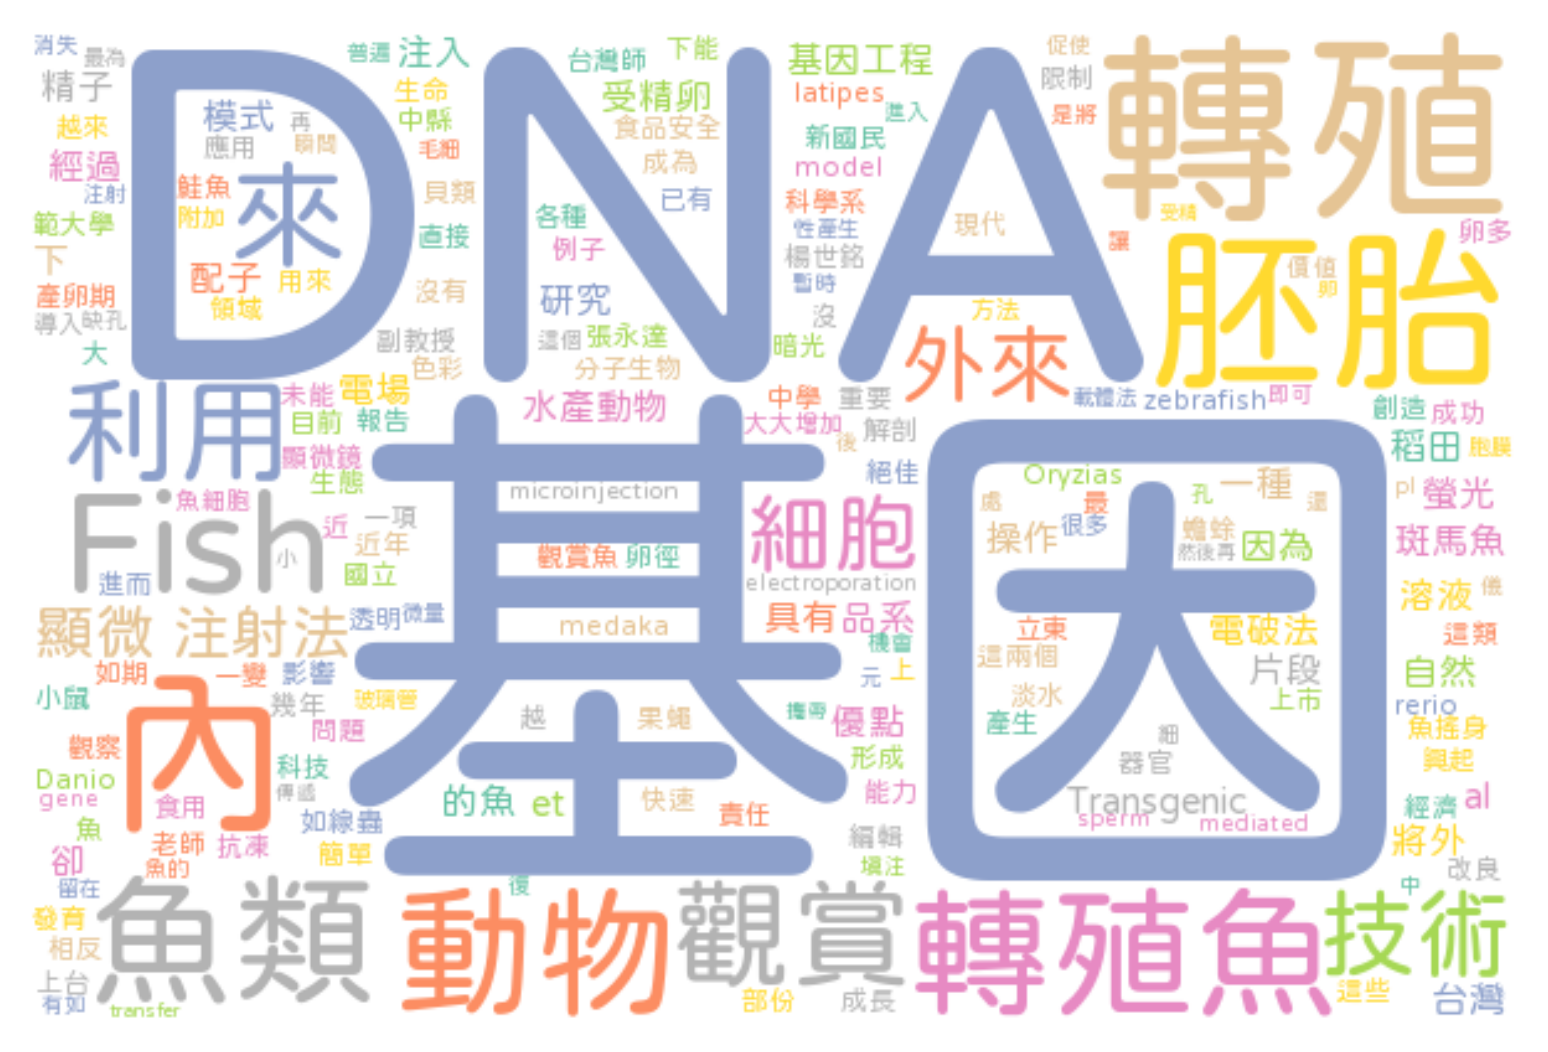 DNA
基因
轉殖
胚胎
外來
利用
Fish
細胞
顯微 注射法
內
魚類
動物
觀賞
轉殖魚
技術
來
消失
最為
精子
越來
經過
注射
範大學
下
產卵期
導入
缺孔
大
普遍
注入
生命
中縣
毛細
貝類
直接
沒有
副教授
色彩
模式
再
應用
瞬間
鮭魚
附加
配子
用來
領域
台灣師
下能
受精卵
食品安全
成為
已有
各種
例子
研究
這個
張永達
分子生物
基因工程
latipes
進入
新國民
model
科學系
性產生
楊世銘
暫時
沒
暗光
現代
方法
促使
限制
是將
受精
讓
卵多
價值
卵
未能
電場
目前
報告
顯微鏡
生態
魚細胞
近
一項
近年
小
國立
進而
透明
微量
水產動物
中學
重要
大大增加
後
解剖
絕佳
載體法
zebrafish
即可
創造
成功
稻田
胞膜
pl
螢光
斑馬魚
溶液
儀
這類
自然
rerio
魚搖身
興起
經濟
al
將外
改良
中
microinjection
觀賞魚
卵徑
electroporation
medaka
具有
品系
機會
元
上
Oryzias
一種
孔
處
最
還
很多
操作
蟾蜍
然後再
因為
立東
電破法
這兩個
片段
淡水
上市
產生
細
器官
Transgenic
sperm
mediated
如期
一變
影響
小鼠
幾年
玻璃管
問題
觀察
科技
Danio
傳遞
gene
食用
如線蟲
魚
老師
抗凍
簡單
卻
魚的
留在
越
果蠅
攜帶
優點
形成
的魚
et
快速
責任
能力
編輯
填注
復
發育
相反
上台
有如
transfer
部份
成長
這些
台灣